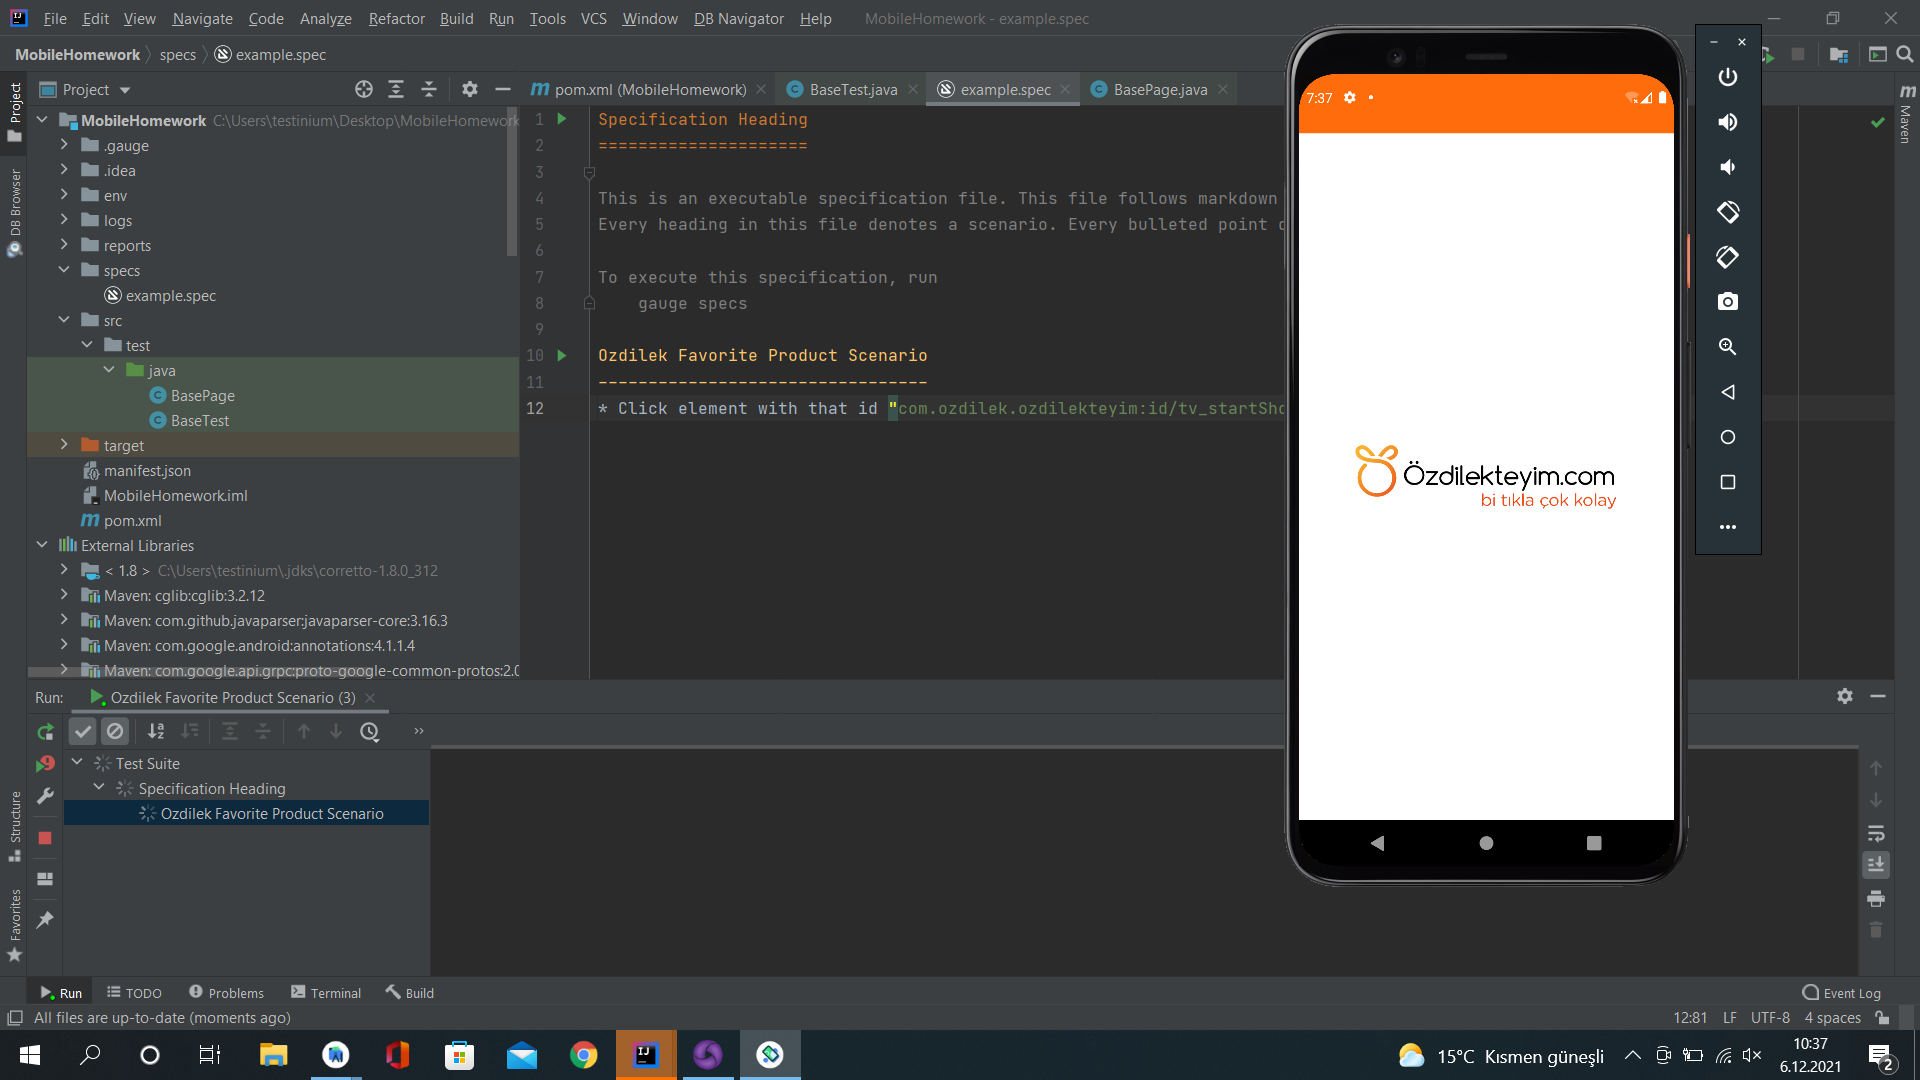 File Edit View Navigate Code Analyze Refactor Build Run Tools VCS Window DB Navigator Help MobileHomework - example.spec
MobileHomework specs example.spec
Project
pom.xml (MobileHomework) BaseTest.java example.spec BasePage.java
Project
DB Browser
Structure
Favorites
Maven
MobileHomework C:\Users\testinium\Desktop\MobileHomework
.gauge
.idea
env
logs
reports
specs
example.spec
src
test
java
BasePage
BaseTest
target
manifest.json
MobileHomework.iml
pom.xml
External Libraries
< 1.8 > C:\Users\testinium\.jdks\corretto-1.8.0_312
Maven: cglib:cglib:3.2.12
Maven: com.github.javaparser:javaparser-core:3.16.3
Maven: com.google.android:annotations:4.1.1.4
Maven: com.google.api.grpc:proto-google-common-protos:2.0
1 Specification Heading
2 =====================
3
4 This is an executable specification file. This file follows markdown
5 Every heading in this file denotes a scenario. Every bulleted point
6
7 To execute this specification, run
8 gauge specs
9
10 Ozdilek Favorite Product Scenario
11 ---------------------------------
12 * Click element with that id "com.ozdilek.ozdilekteyim:id/tv_startSho
7:37
Özdilekteyim.com
bi tıkla çok kolay
Run: Ozdilek Favorite Product Scenario (3)
Test Suite
Specification Heading
Ozdilek Favorite Product Scenario
Run TODO Problems Terminal Build Event Log
All files are up-to-date (moments ago) 12:81 LF UTF-8 4 spaces
15°C Kısmen güneşli
10:37
6.12.2021
2